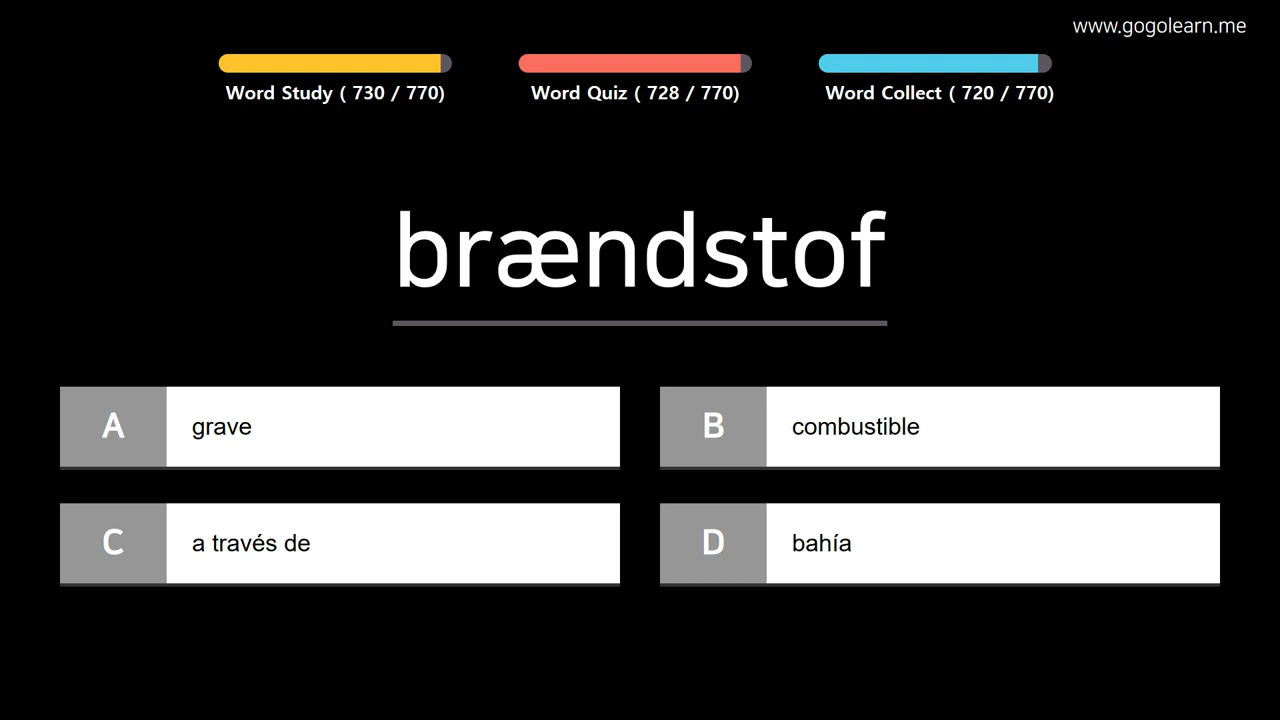 www.gogolearn.me
Word Study ( 730 / 770)
Word Quiz ( 728 / 770)
Word Collect ( 720 / 770)
brændstof
A grave
B combustible
C a través de
D bahía